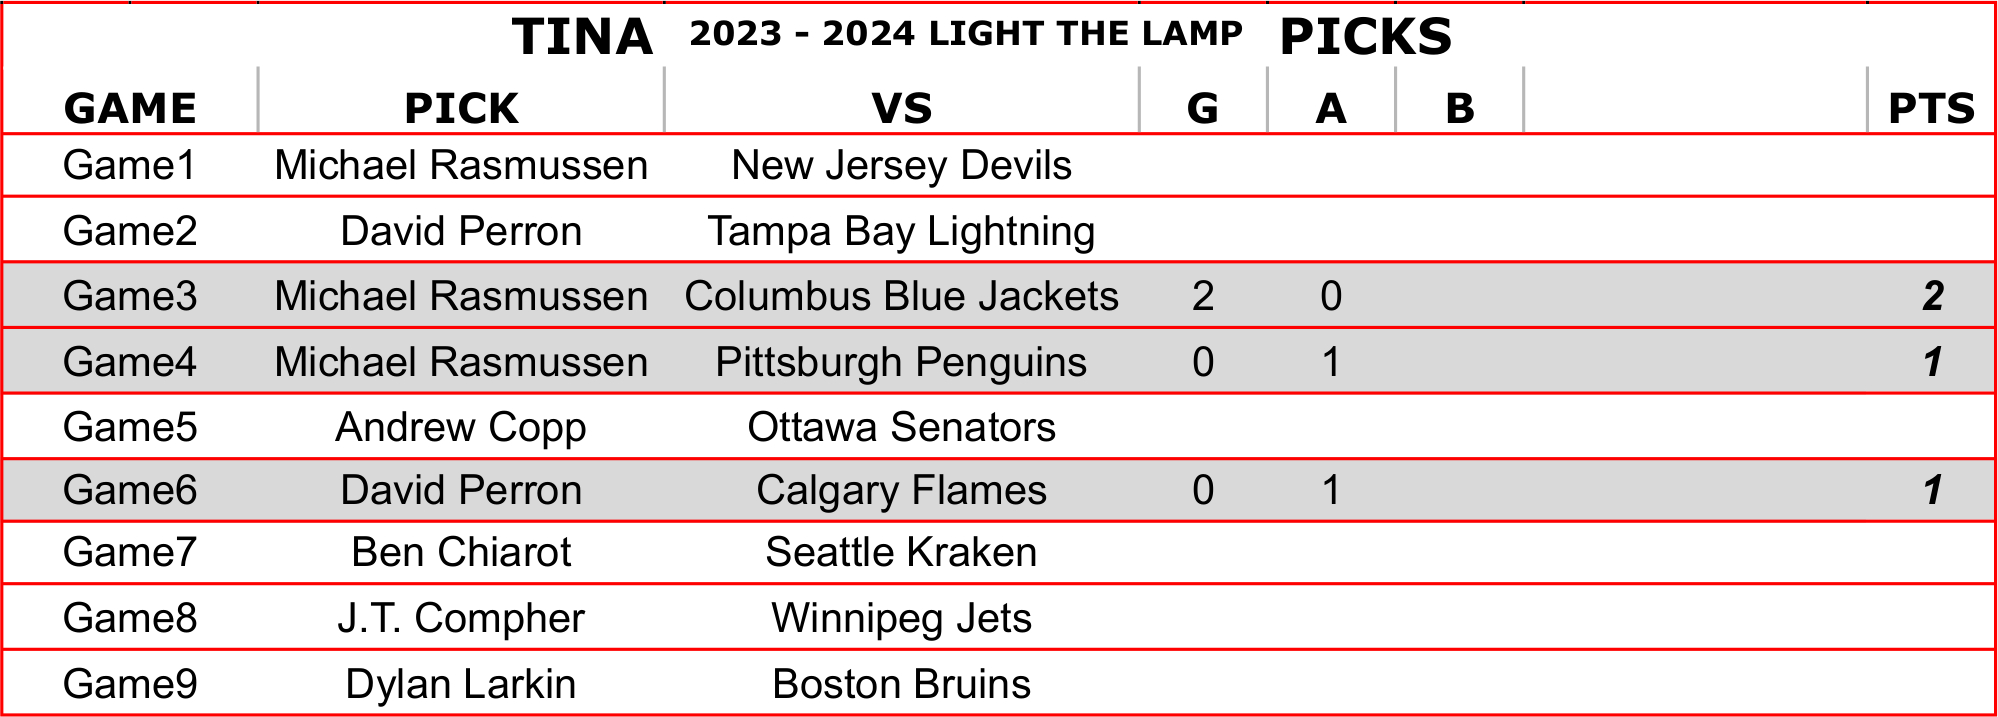 TINA 2023 - 2024 LIGHT THE LAMP PICKS
GAME PICK VS G A B PTS
Game1 Michael Rasmussen New Jersey Devils
Game2 David Perron Tampa Bay Lightning
Game3 Michael Rasmussen Columbus Blue Jackets 2 0 2
Game4 Michael Rasmussen Pittsburgh Penguins 0 1 1
Game5 Andrew Copp Ottawa Senators
Game6 David Perron Calgary Flames 0 1 1
Game7 Ben Chiarot Seattle Kraken
Game8 J.T. Compher Winnipeg Jets
Game9 Dylan Larkin Boston Bruins